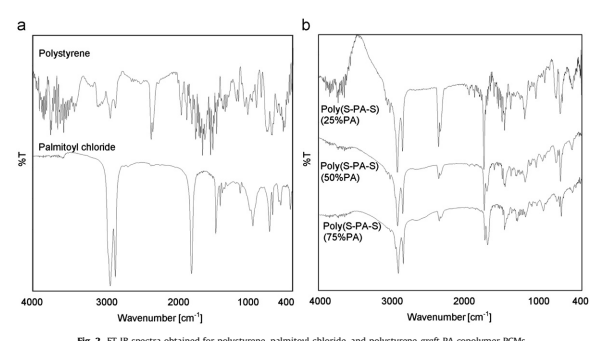 a
Polystyrene
Palmitoyl chloride
%T
4000
3000
2000
1000
400
Wavenumber [cm⁻¹]
b
Poly(S-PA-S)
(25%PA)
Poly(S-PA-S)
(50%PA)
Poly(S-PA-S)
(75%PA)
%T
4000
3000
2000
1000
400
Wavenumber [cm⁻¹]
Fig. 2. FT-IR spectra obtained for polystyrene, palmitoyl chloride, and polystyrene-graft-PA copolymer PCMs.